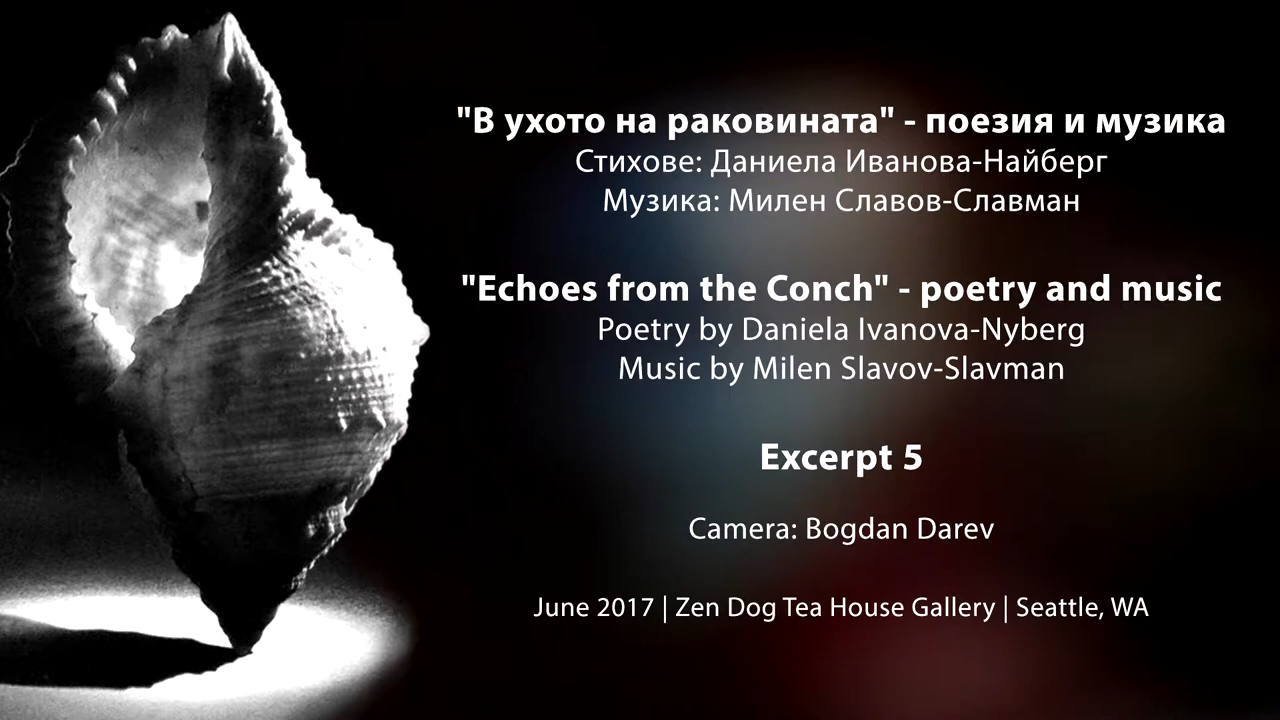 "В ухото на раковината" - поезия и музика
Стихове: Даниела Иванова-Найберг
Музика: Милен Славов-Славман
"Echoes from the Conch" - poetry and music
Poetry by Daniela Ivanova-Nyberg
Music by Milen Slavov-Slavman
Excerpt 5
Camera: Bogdan Darev
June 2017 | Zen Dog Tea House Gallery | Seattle, WA